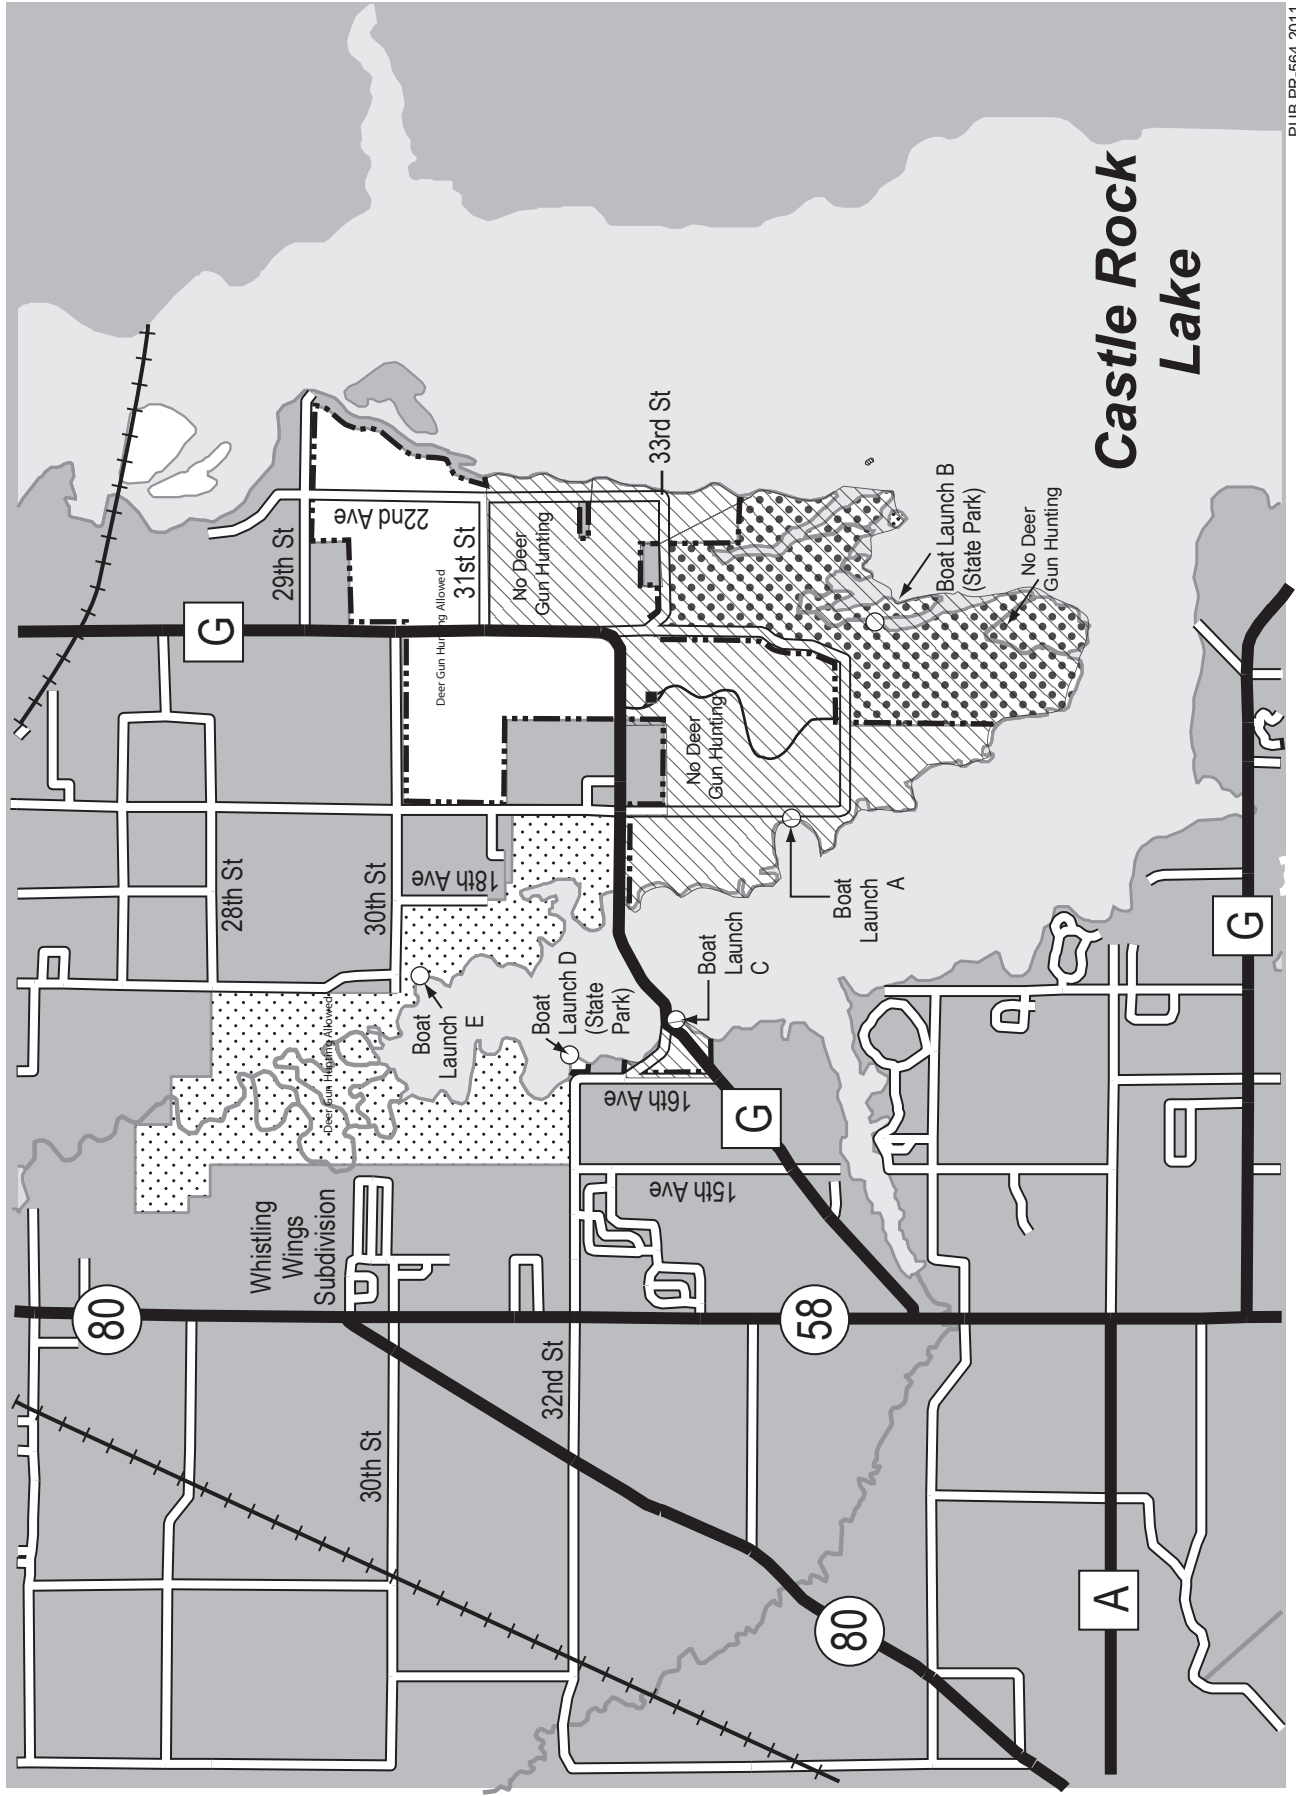 PUB PR-564 2011
Castle Rock
Lake
33rd St
22nd Ave
29th St
31st St
No Deer
Gun Hunting
Deer Gun Hunting Allowed
G
Boat Launch B
(State Park)
No Deer
Gun Hunting
No Deer
Gun Hunting
28th St
30th St
18th Ave
Boat
Launch
A
Boat
Launch
C
Boat
Launch D
(State
Park)
Boat
Launch
E
Deer Gun Hunting Allowed
16th Ave
G
G
15th Ave
Whistling
Wings
Subdivision
80
58
32nd St
30th St
80
A